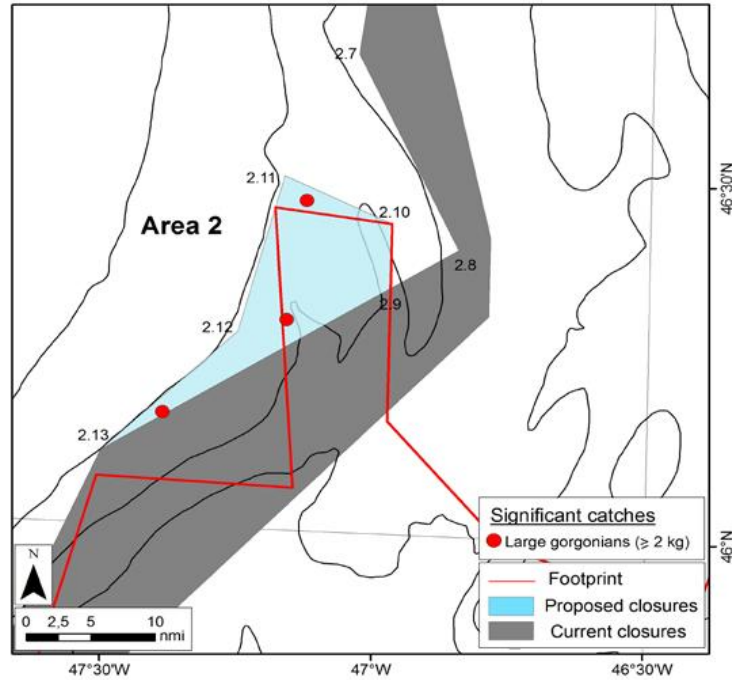 2.7
46°30'N
2.11
Area 2
2.10
2.8
2.9
2.12
2.13
Significant catches
Large gorgonians (≥ 2 kg)
46°N
N
Footprint
0 2,5 5 10
Proposed closures
nmi
Current closures
47°30'W 47°W 46°30'W